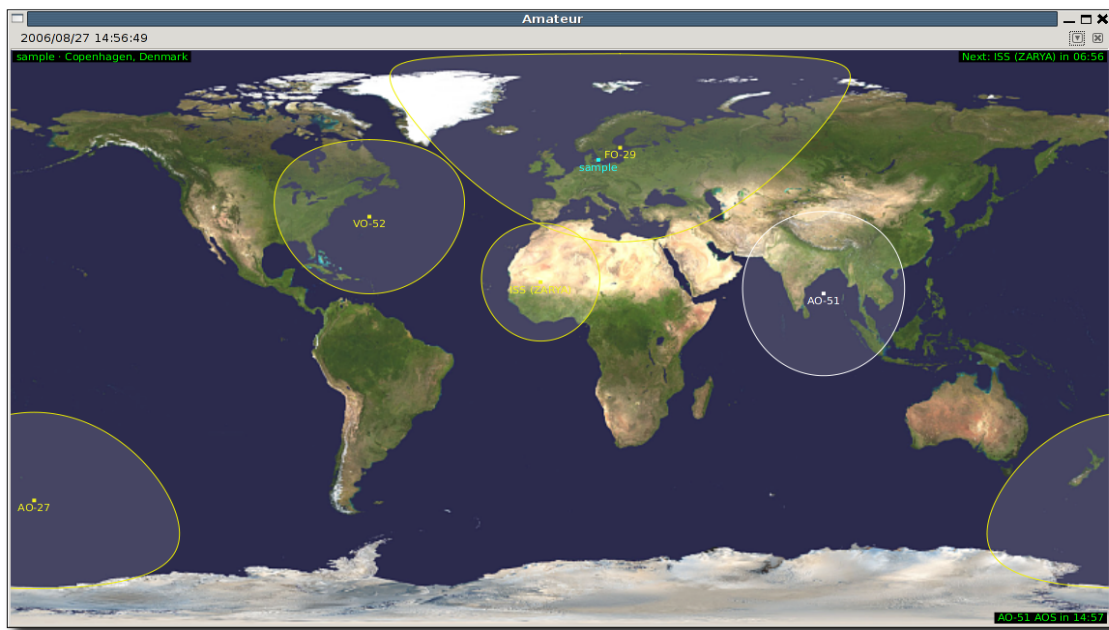 Amateur
2006/08/27 14:56:49
sample · Copenhagen, Denmark
Next: ISS (ZARYA) in 06:56
FO-29
sample
VO-52
ISS (ZARYA)
AO-51
AO-27
AO-51 AOS in 14:57